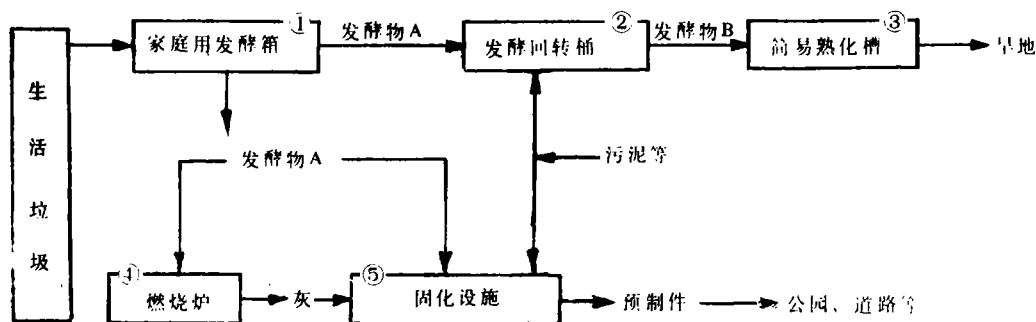 生活垃圾
①
家庭用发酵箱
发酵物A
②
发酵回转桶
发酵物B
③
简易熟化槽
旱地
发酵物A
污泥等
④
燃烧炉
灰
⑤
固化设施
预制件
公园、道路等